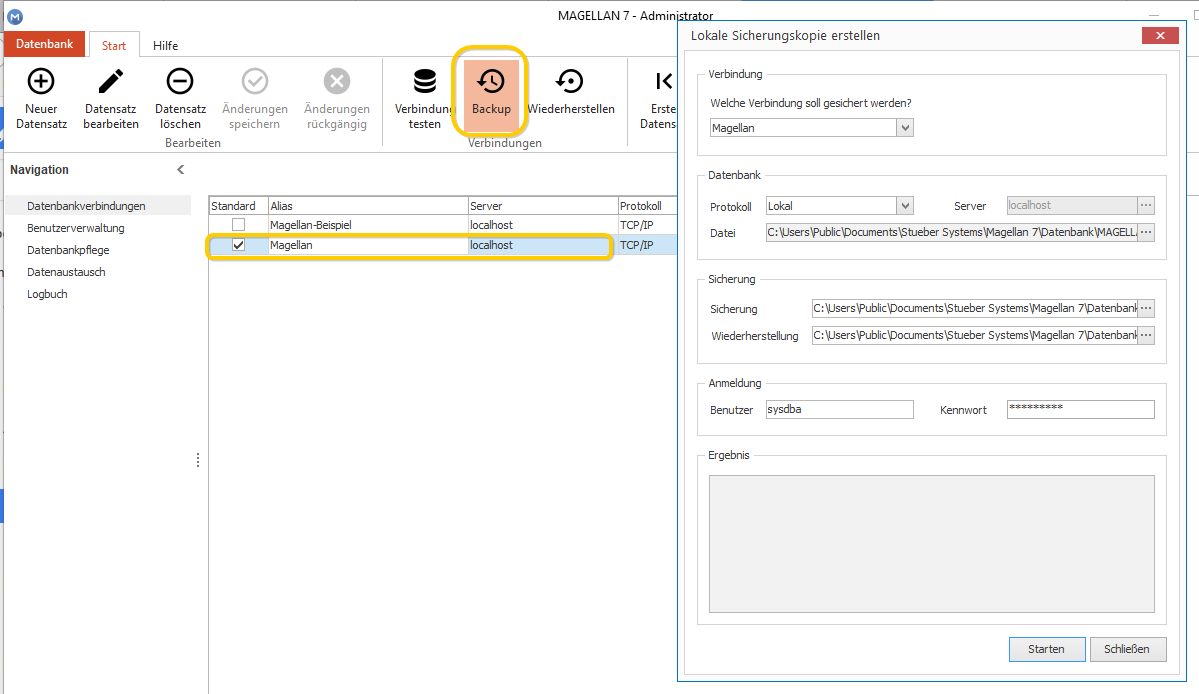 MAGELLAN 7 - Administrator
Datenbank Start Hilfe
Neuer Datensatz
Datensatz bearbeiten
Datensatz löschen
Änderungen speichern
Änderungen rückgängig
Bearbeiten
Verbindung testen
Backup
Wiederherstellen
Verbindungen
Erste
Datens
Navigation
Datenbankverbindungen
Benutzerverwaltung
Datenbankpflege
Datenaustausch
Logbuch
Standard Alias Server Protokoll
Magellan-Beispiel localhost TCP/IP
Magellan localhost TCP/IP
Lokale Sicherungskopie erstellen
Verbindung
Welche Verbindung soll gesichert werden?
Magellan
Datenbank
Protokoll Lokal Server localhost ...
Datei C:\Users\Public\Documents\Stueber Systems\Magellan 7\Datenbank\MAGELL ...
Sicherung
Sicherung C:\Users\Public\Documents\Stueber Systems\Magellan 7\Datenbank ...
Wiederherstellung C:\Users\Public\Documents\Stueber Systems\Magellan 7\Datenbank ...
Anmeldung
Benutzer sysdba Kennwort *********
Ergebnis
Starten Schließen